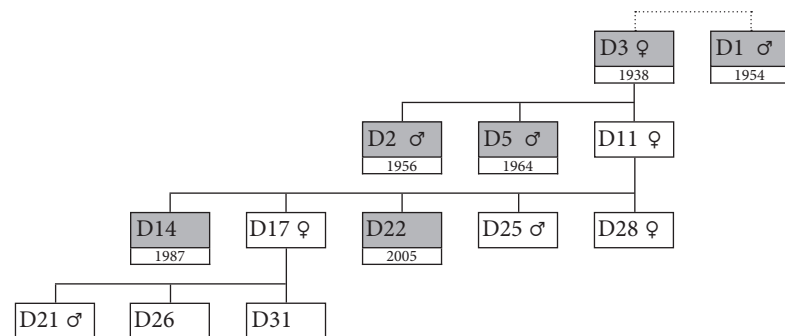 D3 ♀
D1 ♂
1938
1954
D2 ♂
D5 ♂
D11 ♀
1956
1964
D14
D17 ♀
D22
D25 ♂
D28 ♀
1987
2005
D21 ♂
D26
D31